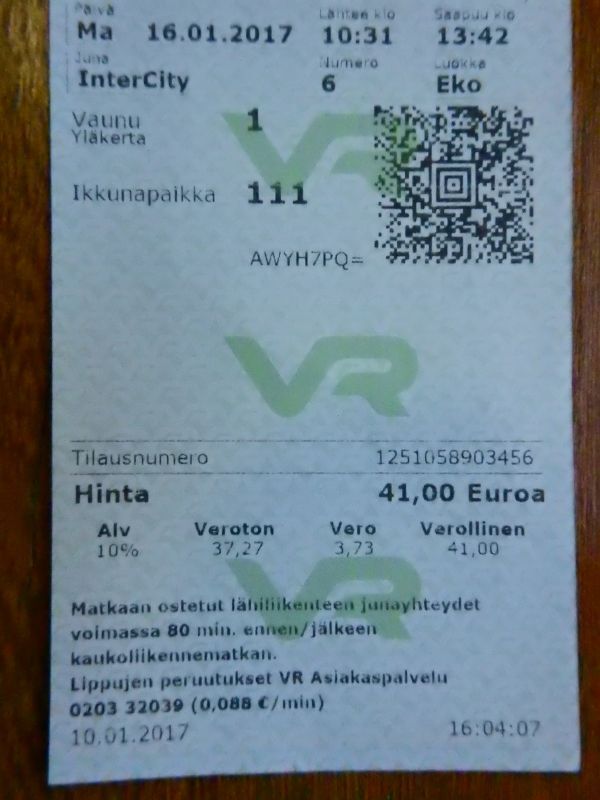 Päivä Lähtee klo Saapuu klo
Ma 16.01.2017 10:31 13:42
Juna Numero Luokka
InterCity 6 Eko
Vaunu 1
Yläkerta
Ikkunapaikka 111
AWYH7PQ=
VR
VR
Tilausnumero 1251058903456
Hinta 41,00 Euroa
Alv Veroton Vero Verollinen
10% 37,27 3,73 41,00
VR
Matkaan ostetut lähiliikenteen junayhteydet
voimassa 80 min. ennen/jälkeen
kaukoliikennematkan.
Lippujen peruutukset VR Asiakaspalvelu
0203 32039 (0,088 €/min)
10.01.2017 16:04:07